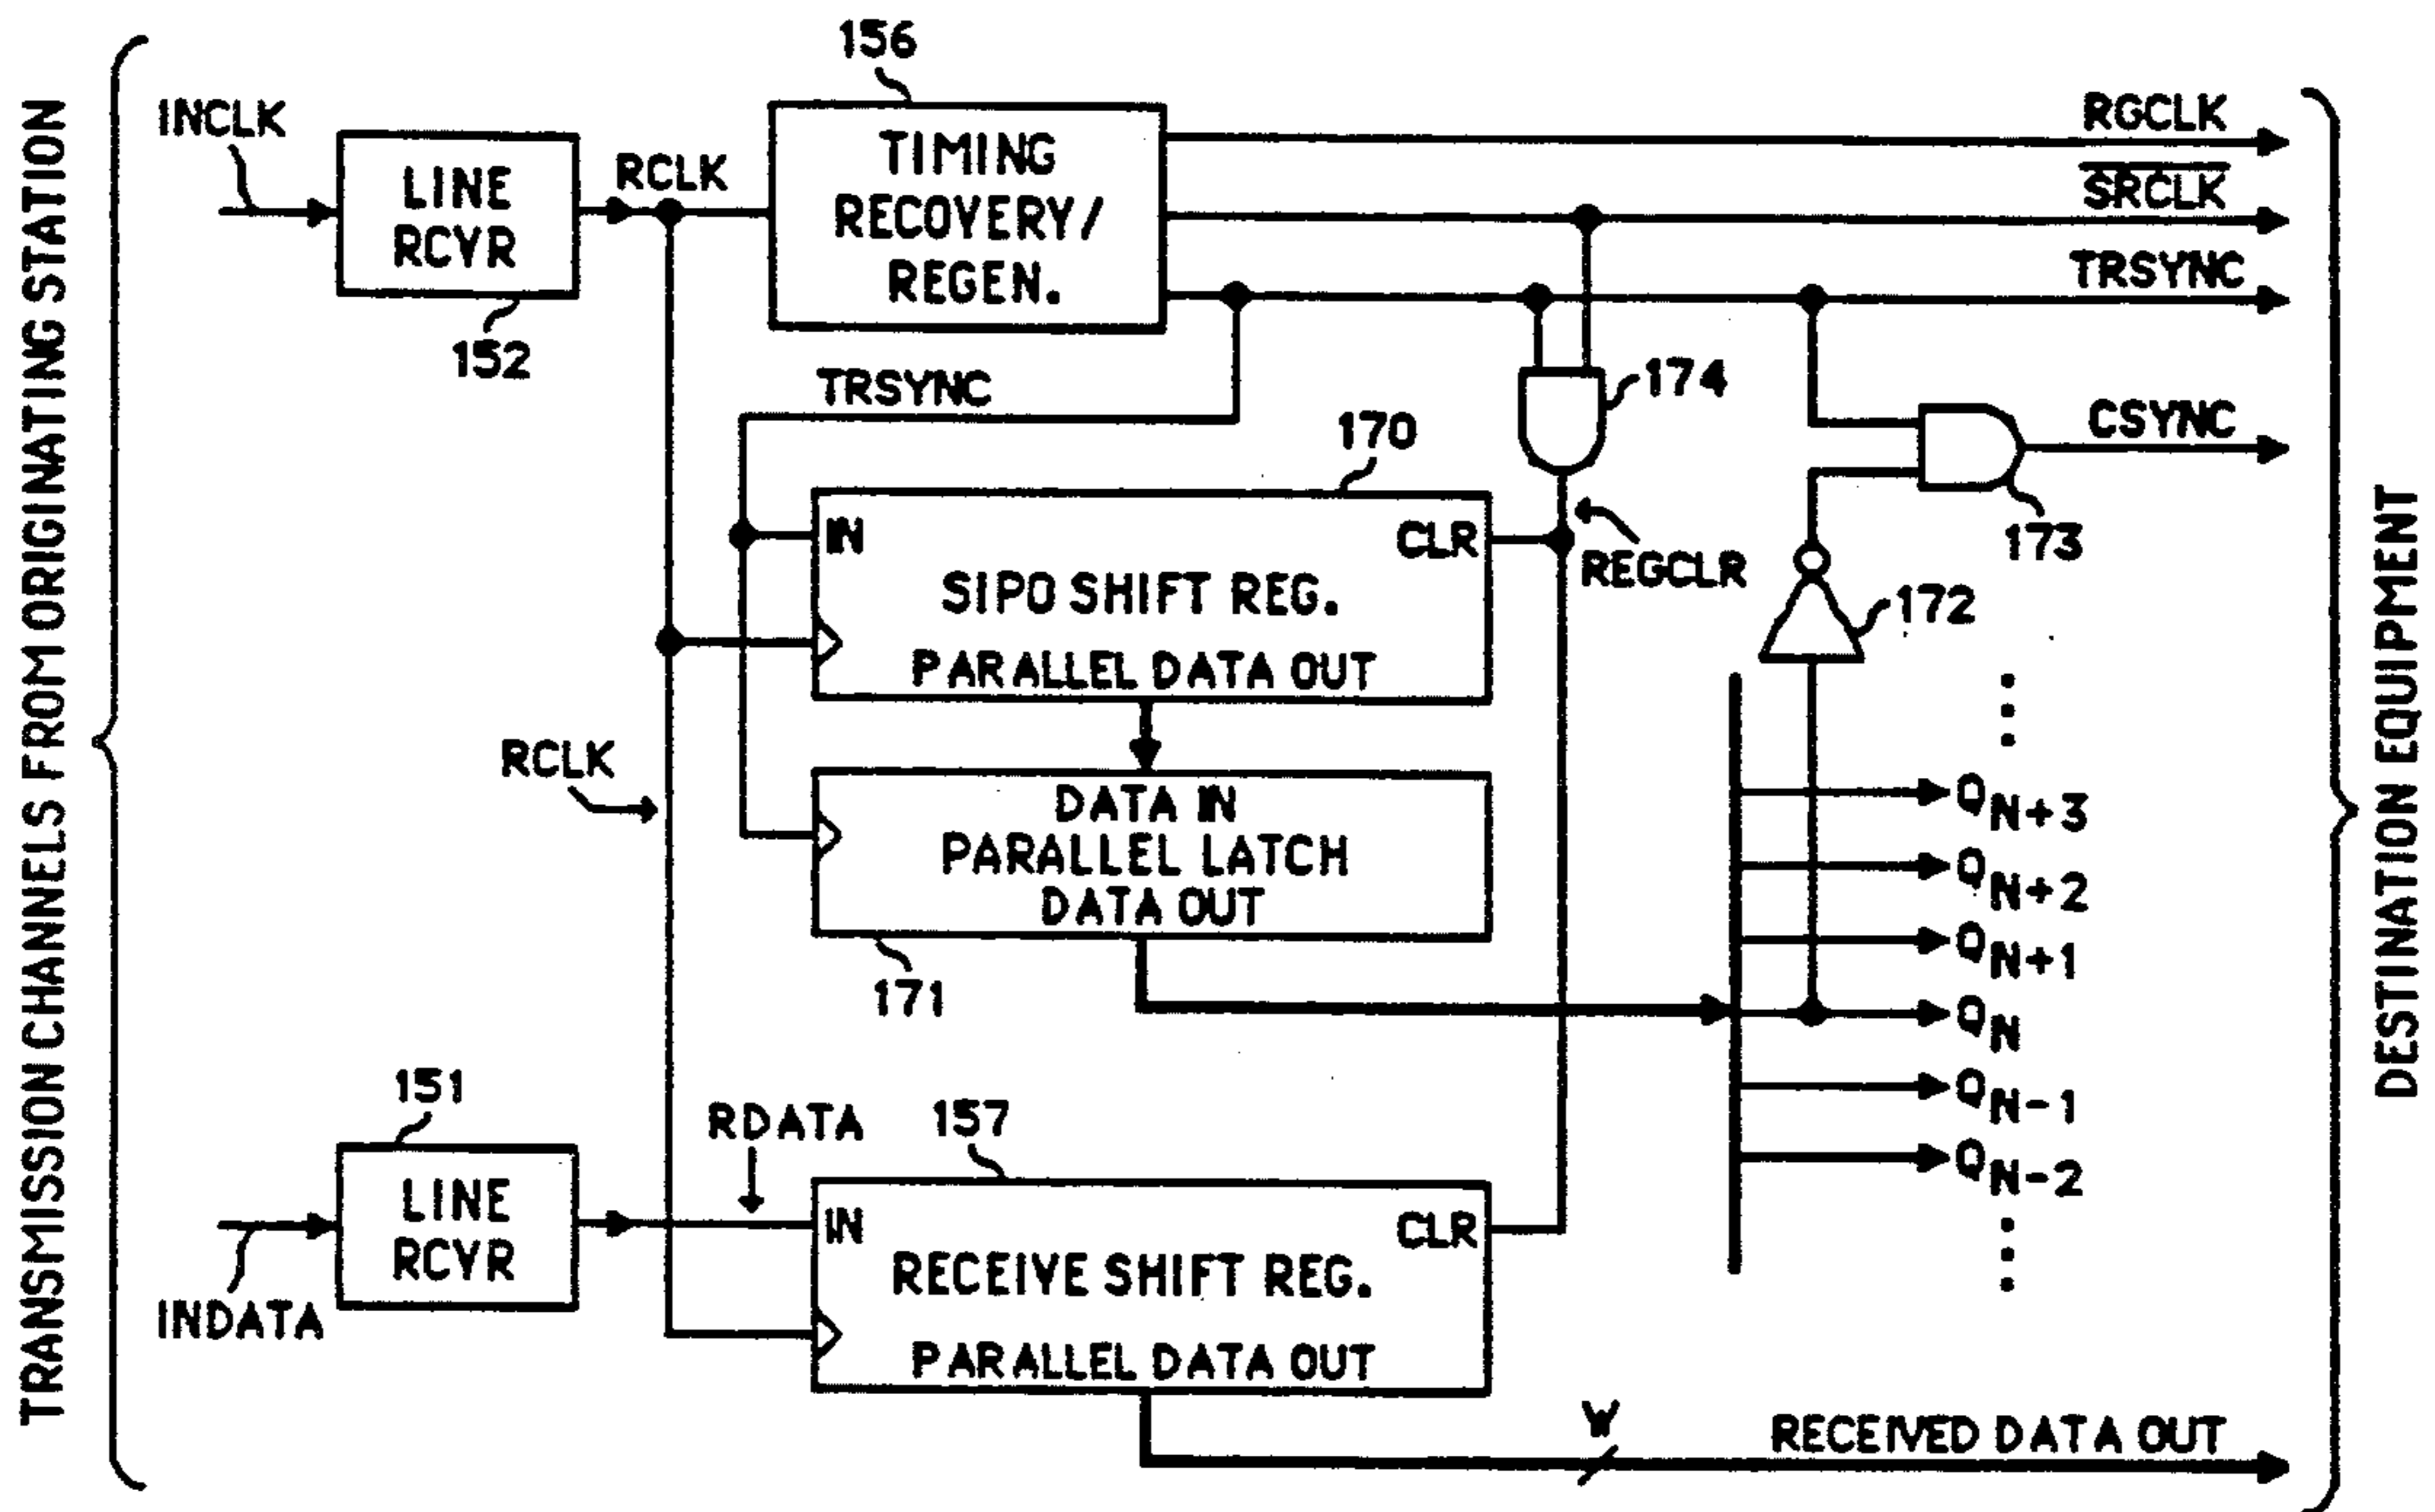 TRANSMISSION CHANNELS FROM ORIGINATING STATION
INCLK
LINE
RCVR
152
RCLK
156
TIMING
RECOVERY/
REGEN.
RGCLK
SRCLK
TRSYNC
TRSYNC
174
CSYNC
173
172
170
IN
CLR
SIPO SHIFT REG.
PARALLEL DATA OUT
REGCLR
RCLK
DATA IN
PARALLEL LATCH
DATA OUT
171
Q N+3
Q N+2
Q N+1
Q N
Q N-1
Q N-2
151
LINE
RCVR
INDATA
RDATA
157
IN
CLR
RECEIVE SHIFT REG.
PARALLEL DATA OUT
W
RECEIVED DATA OUT
DESTINATION EQUIPMENT